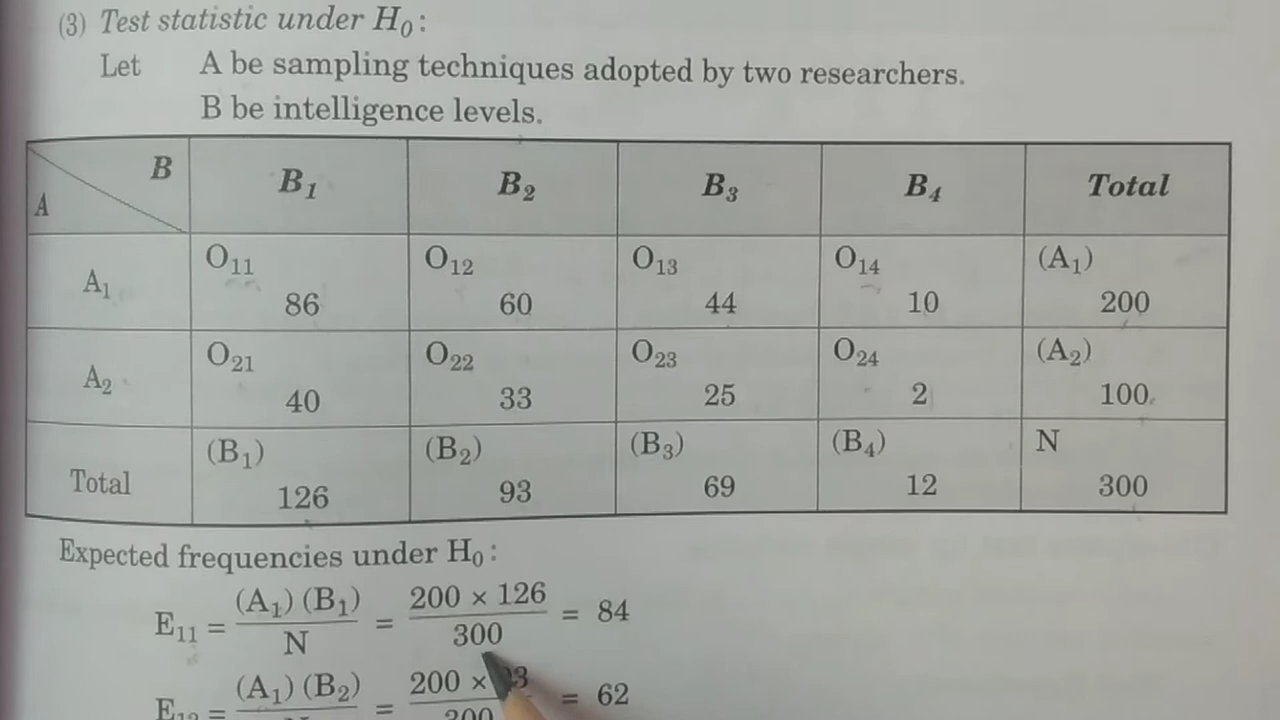 (3) Test statistic under H₀ :
Let A be sampling techniques adopted by two researchers.
B be intelligence levels.
B
A
B₁ B₂ B₃ B₄ Total
A₁
O₁₁ O₁₂ O₁₃ O₁₄ (A₁)
86 60 44 10 200
A₂
O₂₁ O₂₂ O₂₃ O₂₄ (A₂)
40 33 25 2 100
Total
(B₁) (B₂) (B₃) (B₄) N
126 93 69 12 300
Expected frequencies under H₀ :
E₁₁ = (A₁) (B₁) / N = 200 × 126 / 300 = 84
(A₁) (B₂) = 200 × = 62